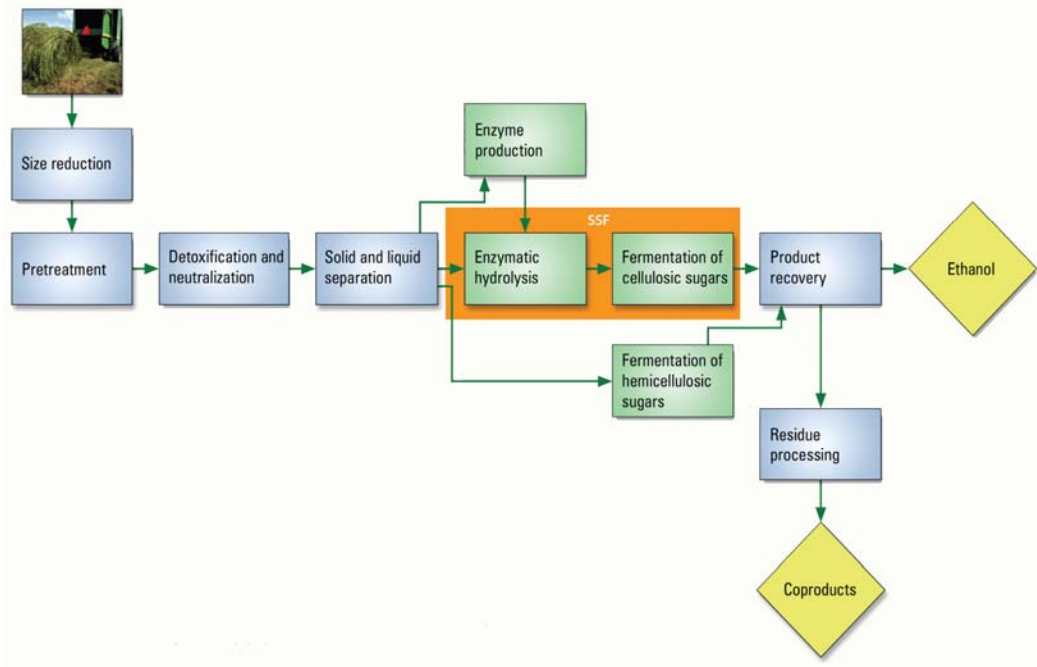 Size reduction
Pretreatment
Detoxification and
neutralization
Solid and liquid
separation
Enzyme
production
SSF
Enzymatic
hydrolysis
Fermentation of
cellulosic sugars
Fermentation of
hemicellulosic
sugars
Product
recovery
Ethanol
Residue
processing
Coproducts